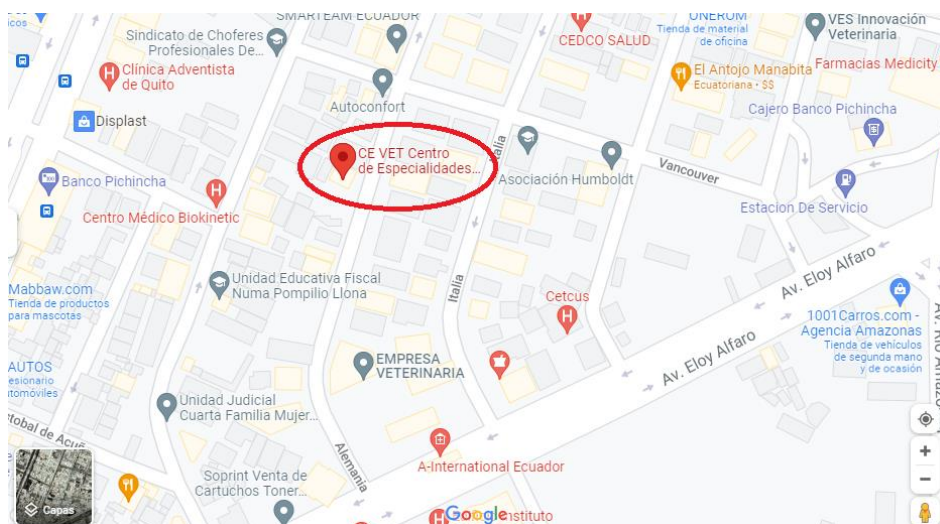 SMARTEAM ECUADOR
UNEROM
Tienda de material
de oficina
VES Innovación
Veterinaria
Sindicato de Choferes
Profesionales De...
CEDCO SALUD
Clínica Adventista
de Quito
El Antojo Manabita
Ecuatoriana • $$
Farmacias Medicity
Autoconfort
Cajero Banco Pichincha
Displast
CE VET Centro
de Especialidades...
Asociación Humboldt
Vancouver
Banco Pichincha
Centro Médico Biokinetic
Estacion De Servicio
Av. Eloy Alfaro
Unidad Educativa Fiscal
Numa Pompilio Llona
Italia
Mabbaw.com
Tienda de productos
para mascotas
Cetcus
1001Carros.com -
Agencia Amazonas
Tienda de vehículos
de segunda mano
y de ocasión
EMPRESA
VETERINARIA
Av. Eloy Alfaro
AUTOS
Unidad Judicial
Cuarta Familia Mujer...
Alemania
A-International Ecuador
Soprint Venta de
Cartuchos Toner...
Capas
Google